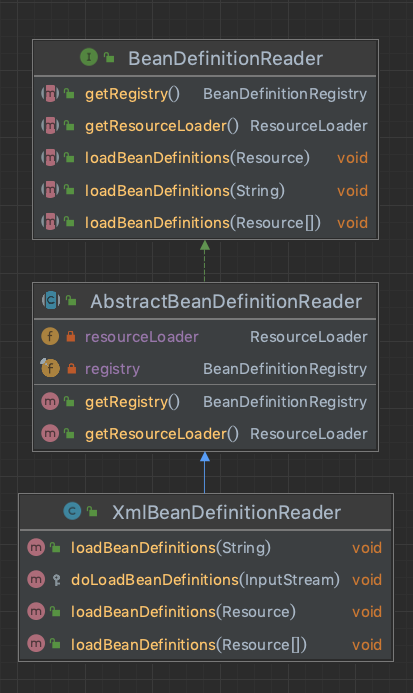 BeanDefinitionReader
getRegistry() BeanDefinitionRegistry
getResourceLoader() ResourceLoader
loadBeanDefinitions(Resource) void
loadBeanDefinitions(String) void
loadBeanDefinitions(Resource[]) void
AbstractBeanDefinitionReader
resourceLoader ResourceLoader
registry BeanDefinitionRegistry
getRegistry() BeanDefinitionRegistry
getResourceLoader() ResourceLoader
XmlBeanDefinitionReader
loadBeanDefinitions(String) void
doLoadBeanDefinitions(InputStream) void
loadBeanDefinitions(Resource) void
loadBeanDefinitions(Resource[]) void